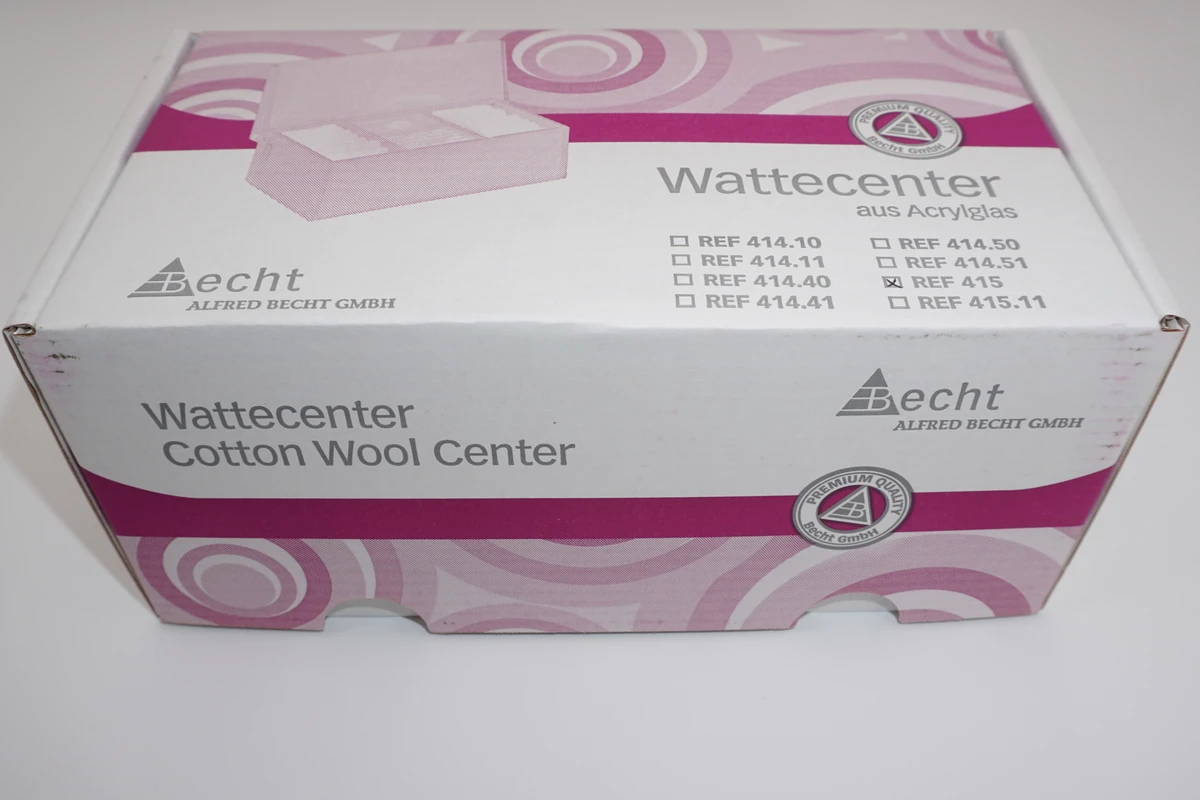 PREMIUM QUALITY
Becht GmbH
Wattecenter
aus Acrylglas
☐ REF 414.10
☐ REF 414.11
☐ REF 414.40
☐ REF 414.41
☐ REF 414.50
☐ REF 414.51
☒ REF 415
☐ REF 415.11
Becht
ALFRED BECHT GMBH
Wattecenter
Cotton Wool Center
Becht
ALFRED BECHT GMBH
PREMIUM QUALITY
Becht GmbH